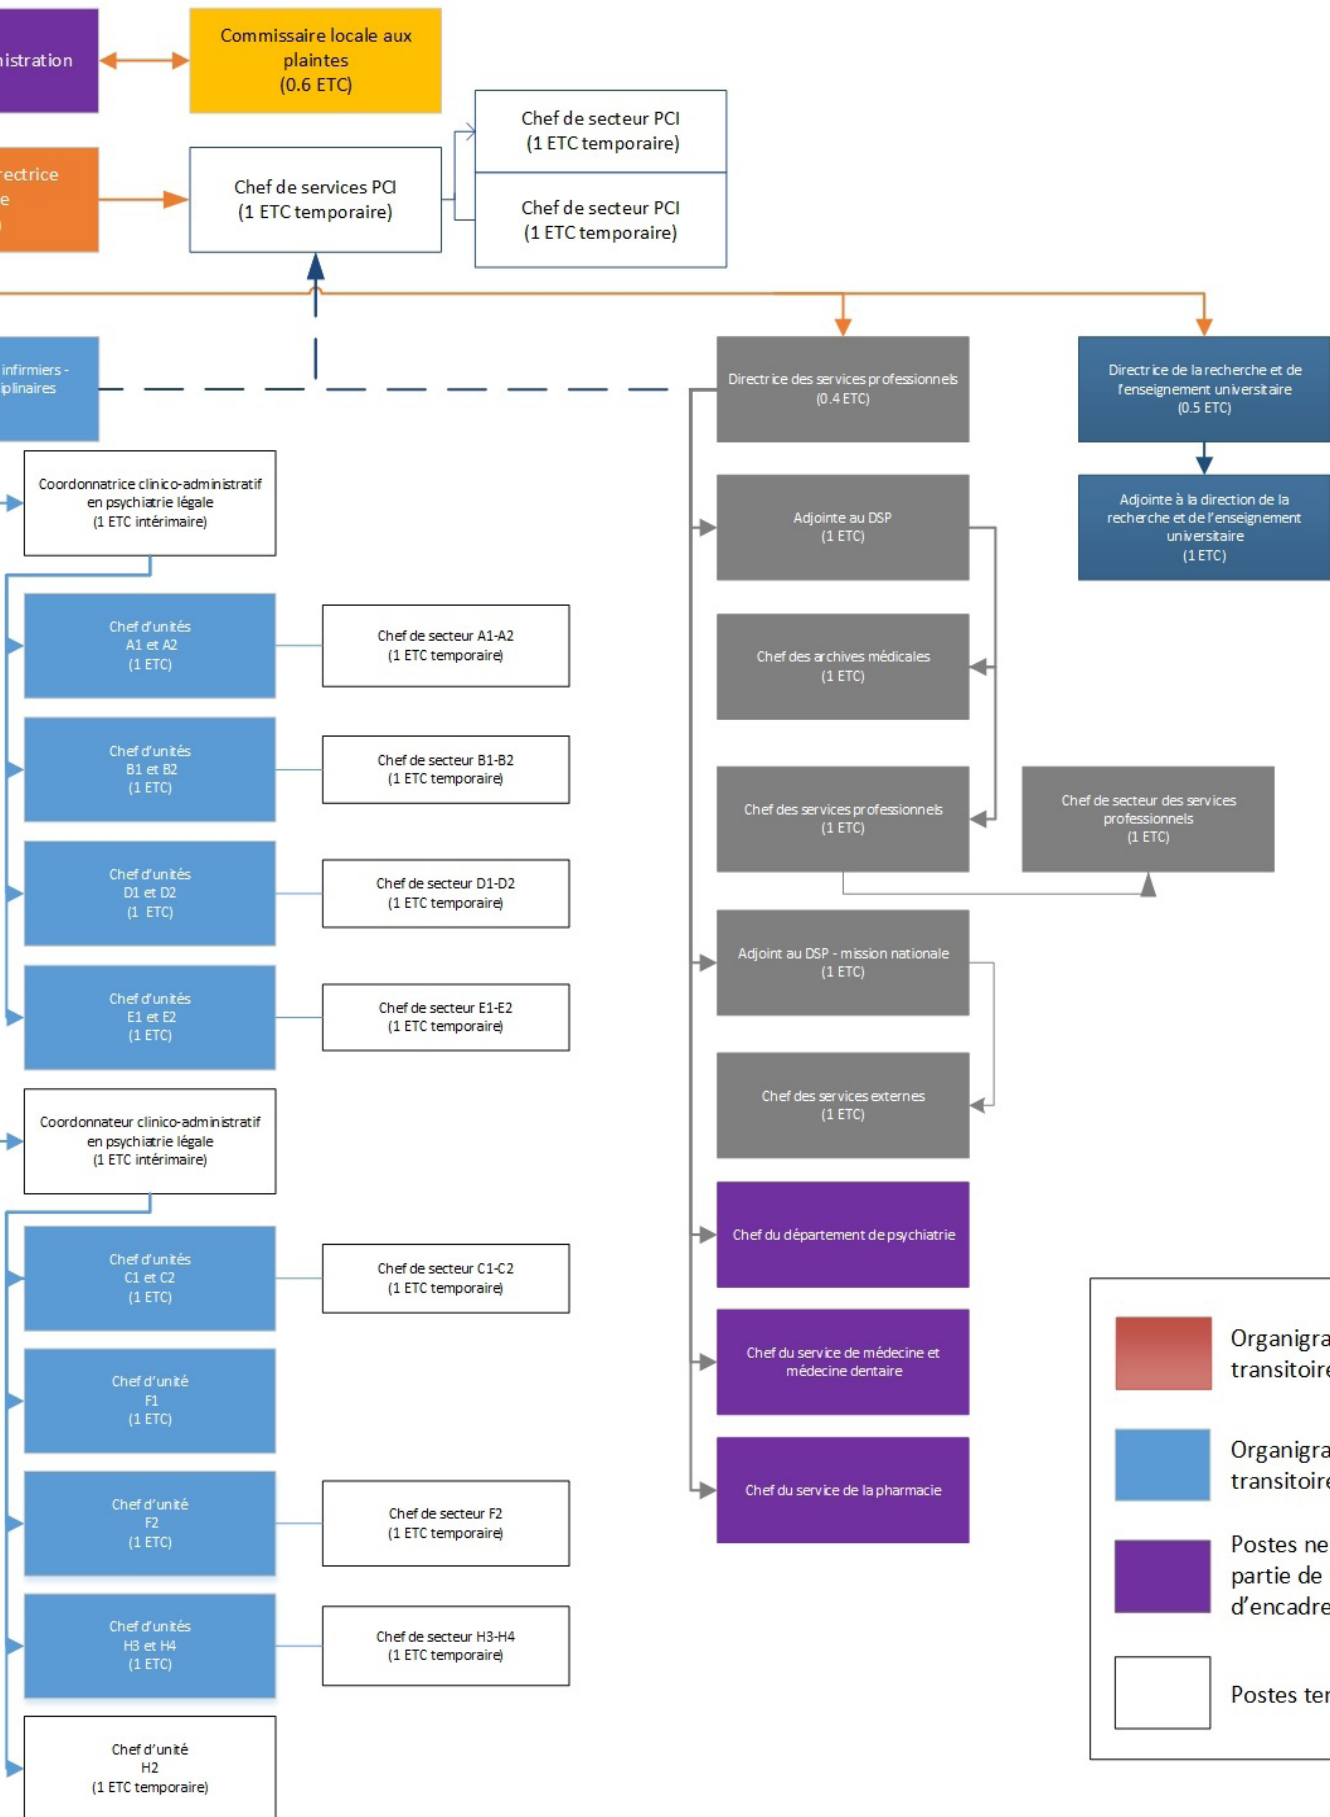 nistration
Commissaire locale aux
plaintes
(0.6 ETC)
Chef de secteur PCI
(1 ETC temporaire)
rectrice
e
)
Chef de services PCI
(1 ETC temporaire)
Chef de secteur PCI
(1 ETC temporaire)
infirmiers -
iplinaires
Directrice des services professionnels
(0.4 ETC)
Directrice de la recherche et de
l'enseignement universitaire
(0.5 ETC)
Coordonnatrice clinico-administratif
en psychiatrie légale
(1 ETC intérimaire)
Adjointe au DSP
(1 ETC)
Adjointe à la direction de la
recherche et de l'enseignement
universitaire
(1 ETC)
Chef d'unités
A1 et A2
(1 ETC)
Chef de secteur A1-A2
(1 ETC temporaire)
Chef des archives médicales
(1 ETC)
Chef d'unités
B1 et B2
(1 ETC)
Chef de secteur B1-B2
(1 ETC temporaire)
Chef des services professionnels
(1 ETC)
Chef de secteur des services
professionnels
(1 ETC)
Chef d'unités
D1 et D2
(1 ETC)
Chef de secteur D1-D2
(1 ETC temporaire)
Adjoint au DSP - mission nationale
(1 ETC)
Chef d'unités
E1 et E2
(1 ETC)
Chef de secteur E1-E2
(1 ETC temporaire)
Chef des services externes
(1 ETC)
Coordonnateur clinico-administratif
en psychiatrie légale
(1 ETC intérimaire)
Chef du département de psychiatrie
Chef d'unités
C1 et C2
(1 ETC)
Chef de secteur C1-C2
(1 ETC temporaire)
Chef du service de médecine et
médecine dentaire
Chef d'unité
F1
(1 ETC)
Chef du service de la pharmacie
Chef d'unité
F2
(1 ETC)
Chef de secteur F2
(1 ETC temporaire)
Chef d'unités
H3 et H4
(1 ETC)
Chef de secteur H3-H4
(1 ETC temporaire)
Chef d'unité
H2
(1 ETC temporaire)
Organigra
transitoire
Organigra
transitoire
Postes ne
partie de
d'encadre
Postes ter